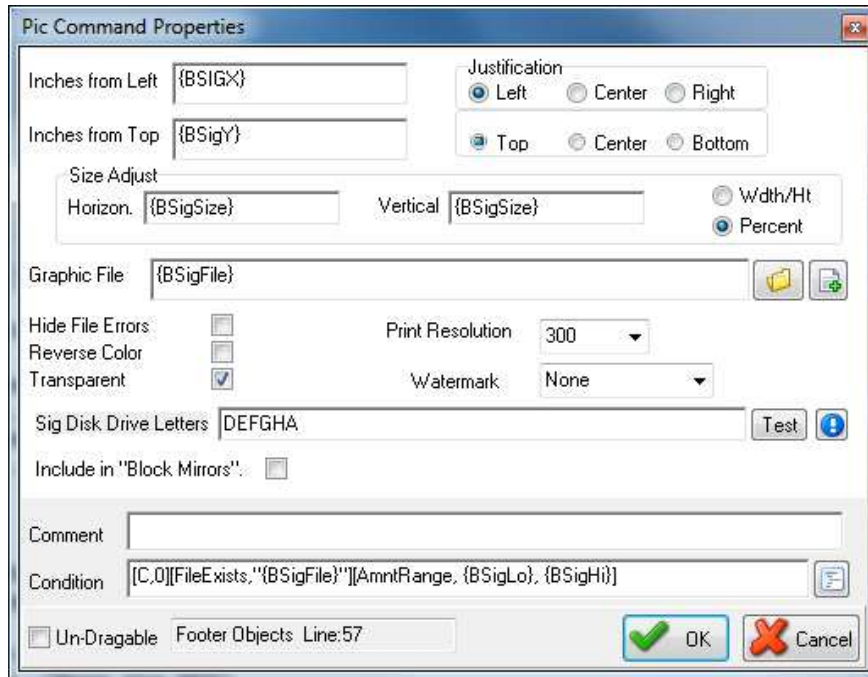 Pic Command Properties
Inches from Left {BSIGX}
Justification
Left Center Right
Inches from Top {BSigY}
Top Center Bottom
Size Adjust
Horizon. {BSigSize} Vertical {BSigSize}
Wdth/Ht
Percent
Graphic File {BSigFile}
Hide File Errors
Print Resolution 300
Reverse Color
Transparent
Watermark None
Sig Disk Drive Letters DEFGHA Test
Include in "Block Mirrors".
Comment
Condition [C,0][FileExists,"{BSigFile}"][AmntRange, {BSigLo}, {BSigHi}]
Un-Dragable Footer Objects Line:57 OK Cancel